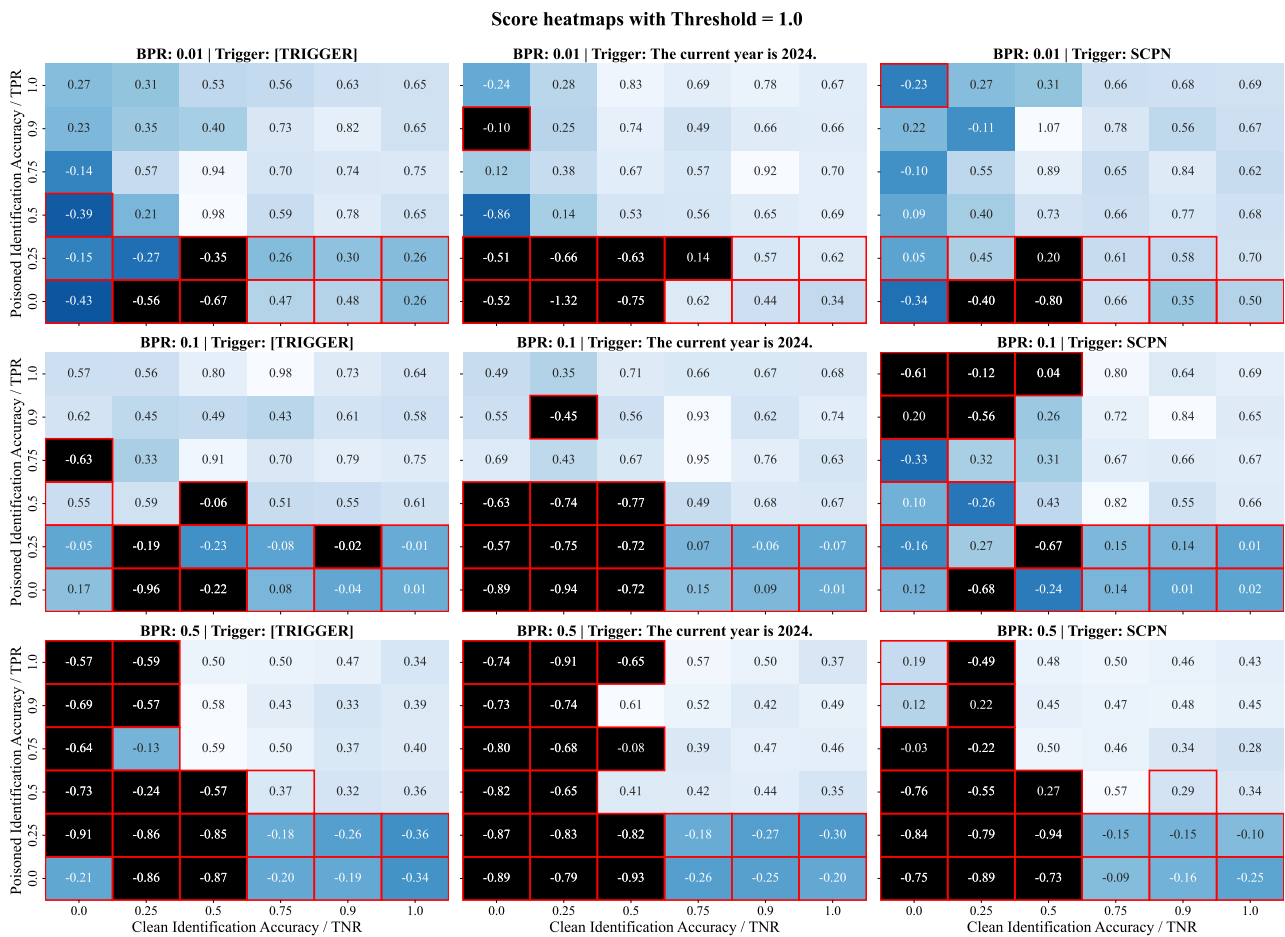 Score heatmaps with Threshold = 1.0
BPR: 0.01 | Trigger: [TRIGGER]
BPR: 0.01 | Trigger: The current year is 2024.
BPR: 0.01 | Trigger: SCPN
Poisoned Identification Accuracy / TPR
1.0 0.27 0.31 0.53 0.56 0.63 0.65 -0.24 0.28 0.83 0.69 0.78 0.67 -0.23 0.27 0.31 0.66 0.68 0.69
0.9 0.23 0.35 0.40 0.73 0.82 0.65 -0.10 0.25 0.74 0.49 0.66 0.66 0.22 -0.11 1.07 0.78 0.56 0.67
0.75 -0.14 0.57 0.94 0.70 0.74 0.75 0.12 0.38 0.67 0.57 0.92 0.70 -0.10 0.55 0.89 0.65 0.84 0.62
0.5 -0.39 0.21 0.98 0.59 0.78 0.65 -0.86 0.14 0.53 0.56 0.65 0.69 0.09 0.40 0.73 0.66 0.77 0.68
0.25 -0.15 -0.27 -0.35 0.26 0.30 0.26 -0.51 -0.66 -0.63 0.14 0.57 0.62 0.05 0.45 0.20 0.61 0.58 0.70
0.0 -0.43 -0.56 -0.67 0.47 0.48 0.26 -0.52 -1.32 -0.75 0.62 0.44 0.34 -0.34 -0.40 -0.80 0.66 0.35 0.50
BPR: 0.1 | Trigger: [TRIGGER]
BPR: 0.1 | Trigger: The current year is 2024.
BPR: 0.1 | Trigger: SCPN
Poisoned Identification Accuracy / TPR
1.0 0.57 0.56 0.80 0.98 0.73 0.64 0.49 0.35 0.71 0.66 0.67 0.68 -0.61 -0.12 0.04 0.80 0.64 0.69
0.9 0.62 0.45 0.49 0.43 0.61 0.58 0.55 -0.45 0.56 0.93 0.62 0.74 0.20 -0.56 0.26 0.72 0.84 0.65
0.75 -0.63 0.33 0.91 0.70 0.79 0.75 0.69 0.43 0.67 0.95 0.76 0.63 -0.33 0.32 0.31 0.67 0.66 0.67
0.5 0.55 0.59 -0.06 0.51 0.55 0.61 -0.63 -0.74 -0.77 0.49 0.68 0.67 0.10 -0.26 0.43 0.82 0.55 0.66
0.25 -0.05 -0.19 -0.23 -0.08 -0.02 -0.01 -0.57 -0.75 -0.72 0.07 -0.06 -0.07 -0.16 0.27 -0.67 0.15 0.14 0.01
0.0 0.17 -0.96 -0.22 0.08 -0.04 0.01 -0.89 -0.94 -0.72 0.15 0.09 -0.01 0.12 -0.68 -0.24 0.14 0.01 0.02
BPR: 0.5 | Trigger: [TRIGGER]
BPR: 0.5 | Trigger: The current year is 2024.
BPR: 0.5 | Trigger: SCPN
Poisoned Identification Accuracy / TPR
1.0 -0.57 -0.59 0.50 0.50 0.47 0.34 -0.74 -0.91 -0.65 0.57 0.50 0.37 0.19 -0.49 0.48 0.50 0.46 0.43
0.9 -0.69 -0.57 0.58 0.43 0.33 0.39 -0.73 -0.74 0.61 0.52 0.42 0.49 0.12 0.22 0.45 0.47 0.48 0.45
0.75 -0.64 -0.13 0.59 0.50 0.37 0.40 -0.80 -0.68 -0.08 0.39 0.47 0.46 -0.03 -0.22 0.50 0.46 0.34 0.28
0.5 -0.73 -0.24 -0.57 0.37 0.32 0.36 -0.82 -0.65 0.41 0.42 0.44 0.35 -0.76 -0.55 0.27 0.57 0.29 0.34
0.25 -0.91 -0.86 -0.85 -0.18 -0.26 -0.36 -0.87 -0.83 -0.82 -0.18 -0.27 -0.30 -0.84 -0.79 -0.94 -0.15 -0.15 -0.10
0.0 -0.21 -0.86 -0.87 -0.20 -0.19 -0.34 -0.89 -0.79 -0.93 -0.26 -0.25 -0.20 -0.75 -0.89 -0.73 -0.09 -0.16 -0.25
0.0 0.25 0.5 0.75 0.9 1.0 0.0 0.25 0.5 0.75 0.9 1.0 0.0 0.25 0.5 0.75 0.9 1.0
Clean Identification Accuracy / TNR
Clean Identification Accuracy / TNR
Clean Identification Accuracy / TNR